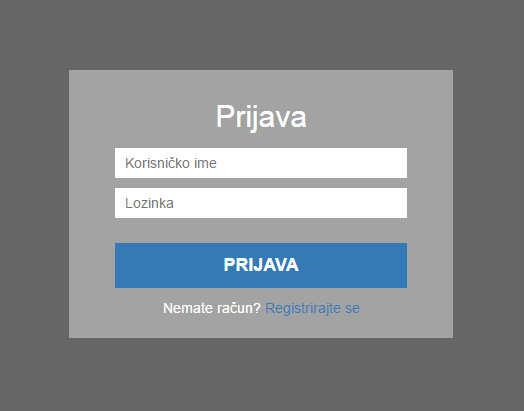 Prijava
Korisničko ime
Lozinka
PRIJAVA
Nemate račun? Registrirajte se